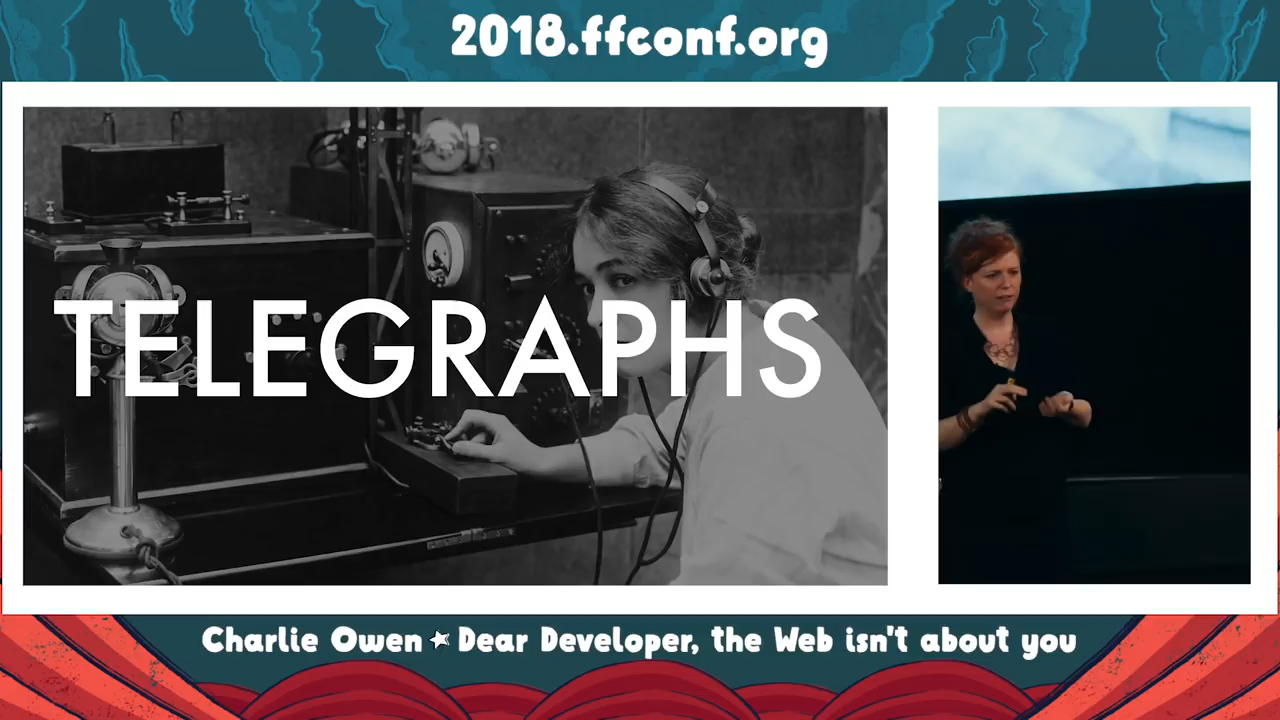 2018.ffconf.org
TELEGRAPHS
Charlie Owen ★ Dear Developer, the Web isn't about you